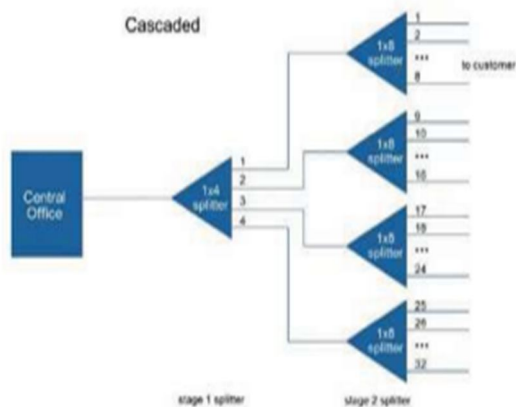 Cascaded
Central
Office
1x4
splitter
1
2
3
4
1x8
splitter
1
2
...
8
to customer
1x8
splitter
9
10
...
16
1x8
splitter
17
18
...
24
1x8
splitter
25
26
...
32
stage 1 splitter
stage 2 splitter